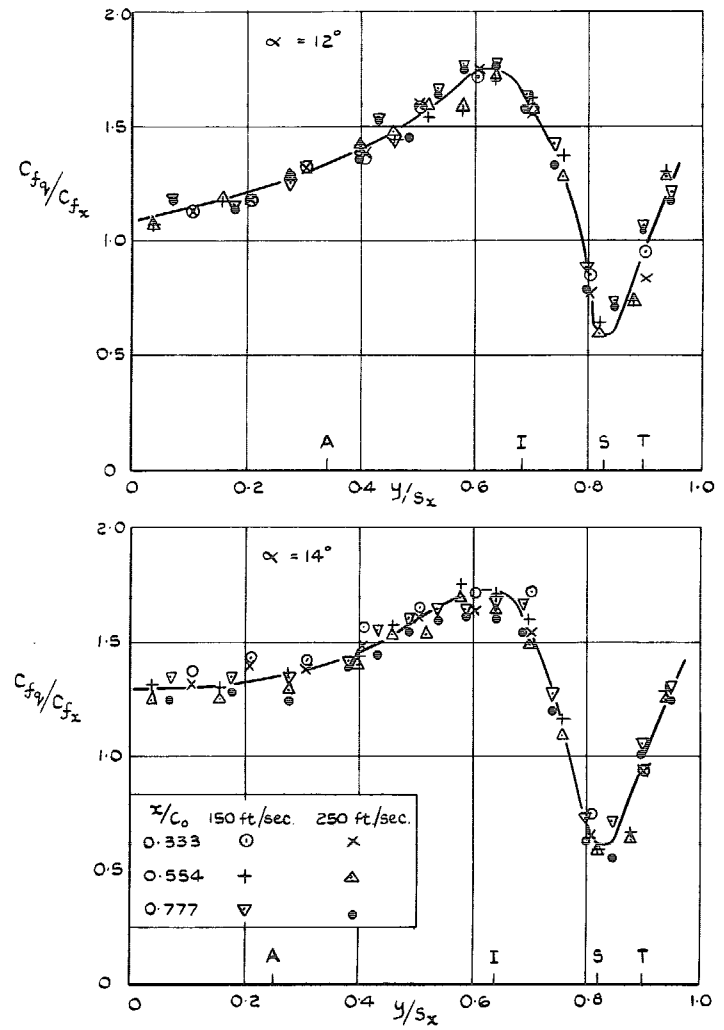 2.0
α = 12°
1.5
C_fq/C_fx
1.0
0.5
A I S T
0
0 0.2 0.4 y/s_x 0.6 0.8 1.0
2.0
α = 14°
1.5
C_fq/C_fx
1.0
x/c_0 150 ft/sec. 250 ft/sec.
0.333 ⊙ ×
0.554 + △
0.777 ▽ ●
0.5
A I S T
0
0 0.2 0.4 y/s_x 0.6 0.8 1.0